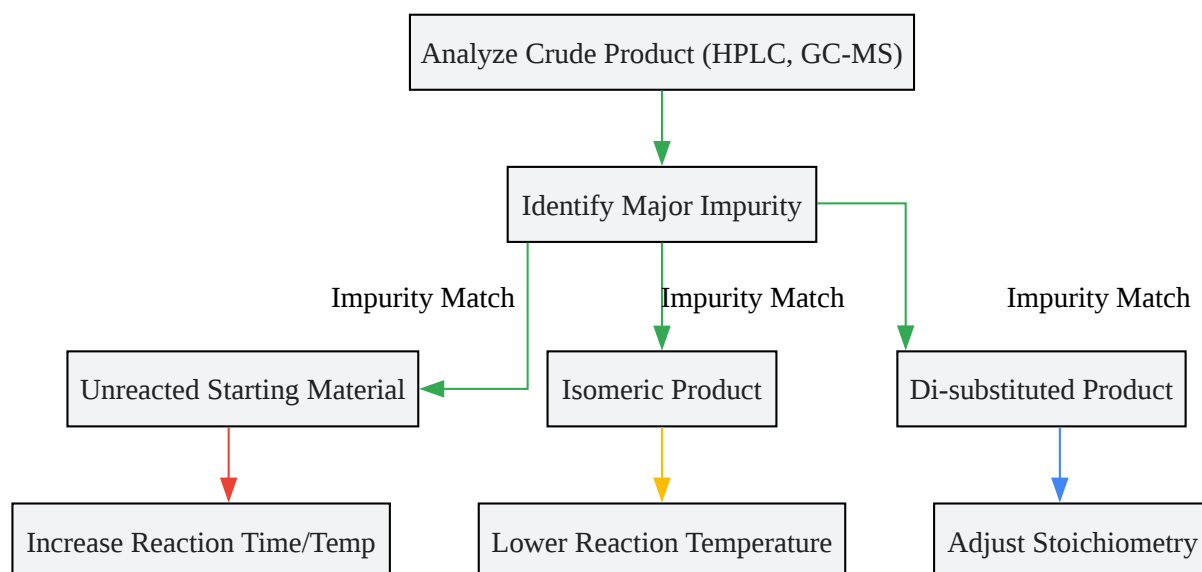 Analyze Crude Product (HPLC, GC-MS)
Identify Major Impurity
Impurity Match
Impurity Match
Impurity Match
Unreacted Starting Material
Isomeric Product
Di-substituted Product
Increase Reaction Time/Temp
Lower Reaction Temperature
Adjust Stoichiometry